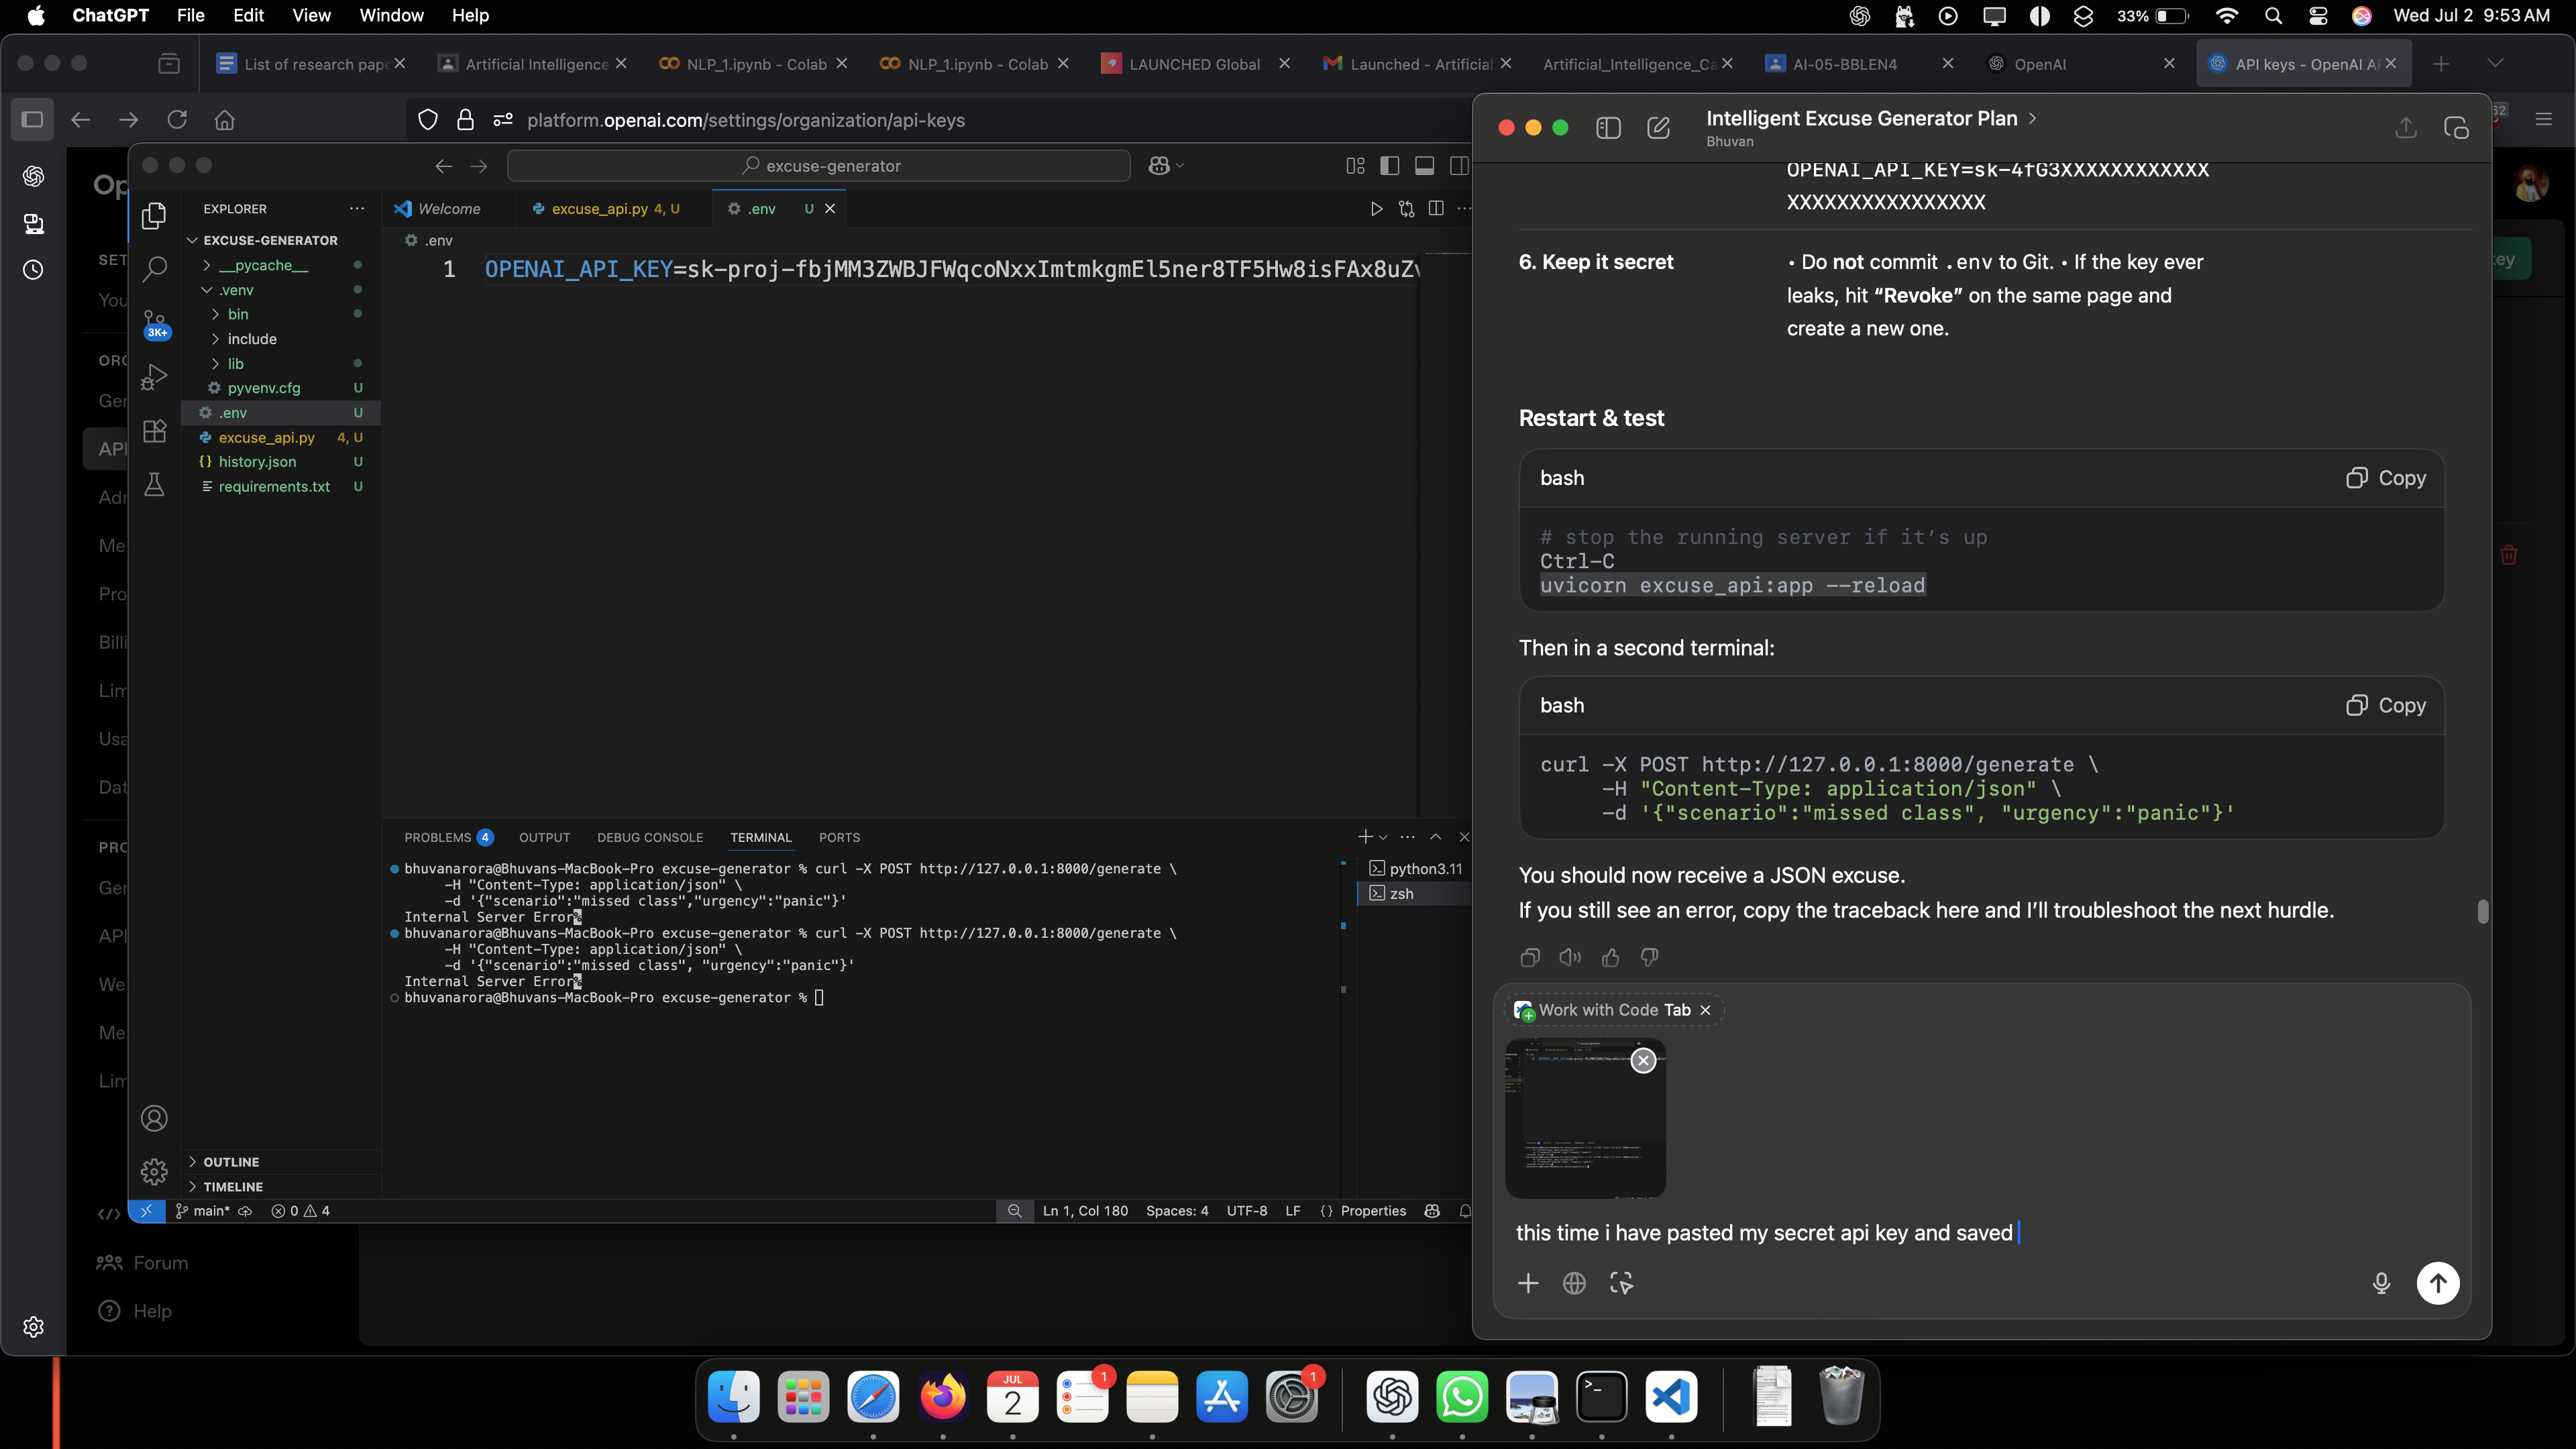 ChatGPT File Edit View Window Help
33% Wed Jul 2 9:53 AM
List of research pape
Artificial Intelligence
NLP_1.ipynb - Colab
NLP_1.ipynb - Colab
LAUNCHED Global
Launched - Artificial
Artificial_Intelligence_Ca
AI-05-BBLEN4
OpenAI
API keys - OpenAI AP
platform.openai.com/settings/organization/api-keys
Op
SET
You
ORG
Ger
API
Adr
Me
Pro
Billi
Lim
Usa
Dat
PRO
Ger
API
We
Me
Lim
Forum
Help
ey
62
excuse-generator
EXPLORER
EXCUSE-GENERATOR
__pycache__
.venv
bin
include
lib
pyvenv.cfg U
.env U
excuse_api.py 4, U
history.json U
requirements.txt U
3K+
OUTLINE
TIMELINE
Welcome
excuse_api.py 4, U
.env U
.env
1 OPENAI_API_KEY=sk-proj-fbjMM3ZWBJFWqcoNxxImtmkgmEl5ner8TF5Hw8isFAx8uZv
PROBLEMS 4 OUTPUT DEBUG CONSOLE TERMINAL PORTS
bhuvanarora@Bhuvans-MacBook-Pro excuse-generator % curl -X POST http://127.0.0.1:8000/generate \
-H "Content-Type: application/json" \
-d '{"scenario":"missed class","urgency":"panic"}'
Internal Server Error%
bhuvanarora@Bhuvans-MacBook-Pro excuse-generator % curl -X POST http://127.0.0.1:8000/generate \
-H "Content-Type: application/json" \
-d '{"scenario":"missed class", "urgency":"panic"}'
Internal Server Error%
bhuvanarora@Bhuvans-MacBook-Pro excuse-generator %
python3.11
zsh
main* 0 4
Ln 1, Col 180 Spaces: 4 UTF-8 LF {} Properties
Intelligent Excuse Generator Plan
Bhuvan
OPENAI_API_KEY=sk-4fG3XXXXXXXXXXXX
XXXXXXXXXXXXXXXX
6. Keep it secret
• Do not commit .env to Git. • If the key ever
leaks, hit “Revoke” on the same page and
create a new one.
Restart & test
bash Copy
# stop the running server if it’s up
Ctrl-C
uvicorn excuse_api:app --reload
Then in a second terminal:
bash Copy
curl -X POST http://127.0.0.1:8000/generate \
-H "Content-Type: application/json" \
-d '{"scenario":"missed class", "urgency":"panic"}'
You should now receive a JSON excuse.
If you still see an error, copy the traceback here and I’ll troubleshoot the next hurdle.
Work with Code Tab
this time i have pasted my secret api key and saved
JUL
2
1
1